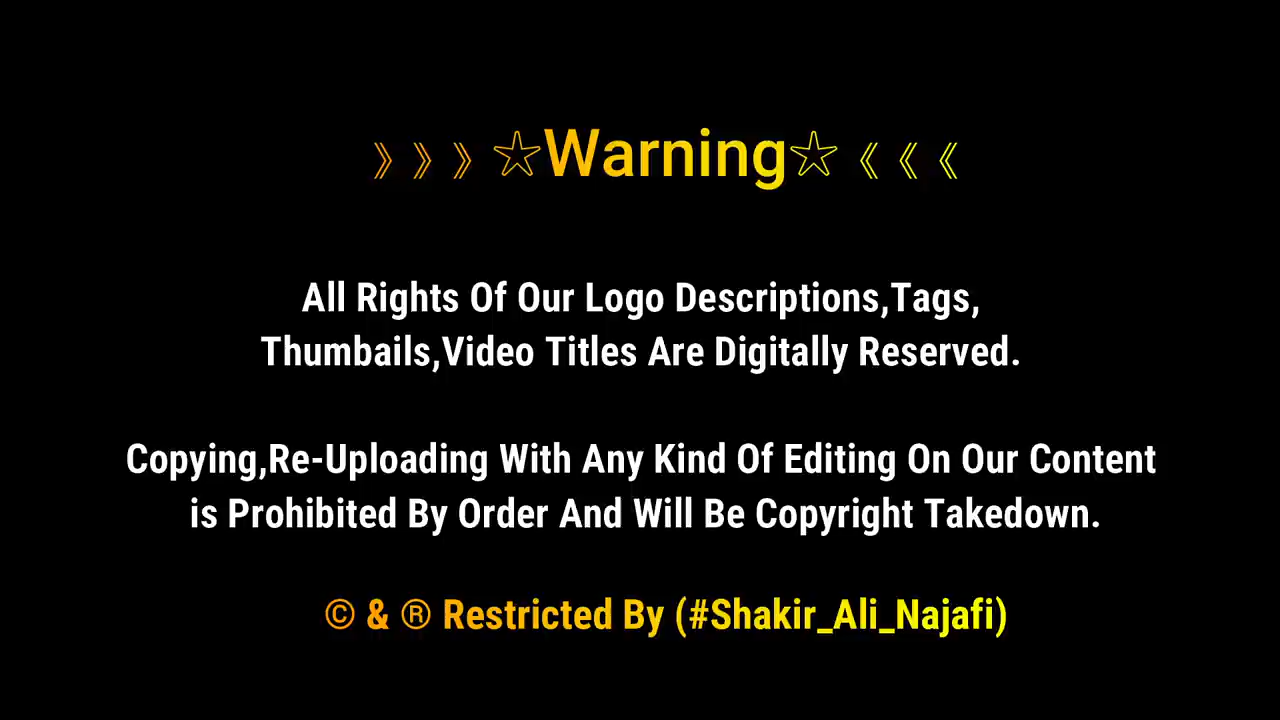 》》》☆Warning☆《《《
All Rights Of Our Logo Descriptions,Tags,
Thumbails,Video Titles Are Digitally Reserved.
Copying,Re-Uploading With Any Kind Of Editing On Our Content
is Prohibited By Order And Will Be Copyright Takedown.
© & ® Restricted By (#Shakir_Ali_Najafi)